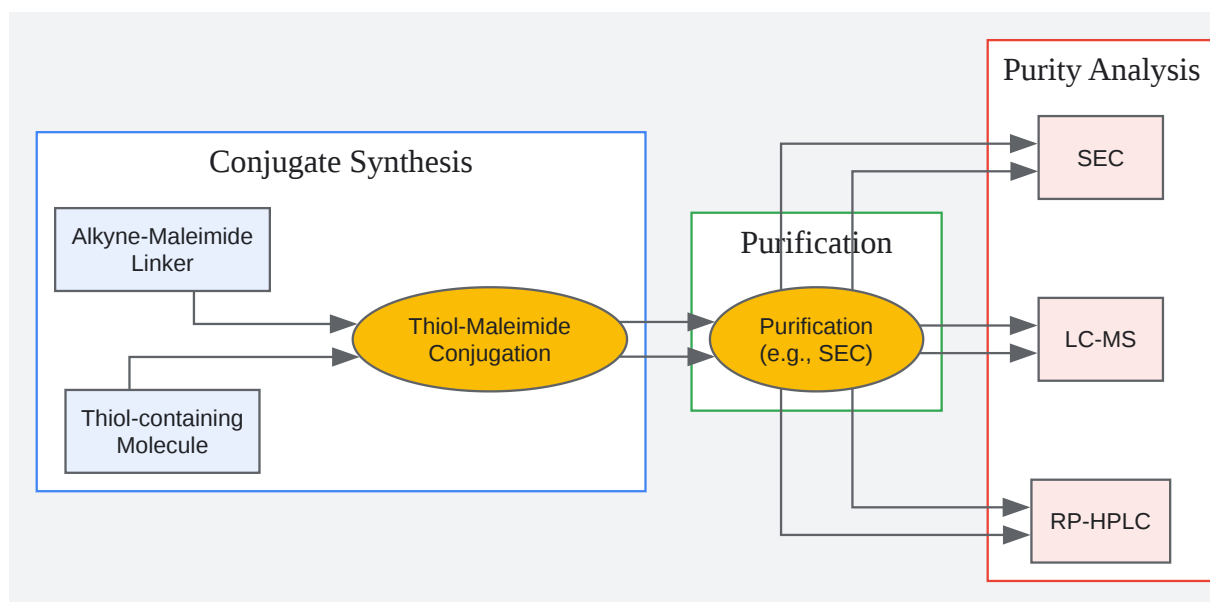 Conjugate Synthesis
Alkyne-Maleimide
Linker
Thiol-containing
Molecule
Thiol-Maleimide
Conjugation
Purification
Purification
(e.g., SEC)
Purity Analysis
SEC
LC-MS
RP-HPLC